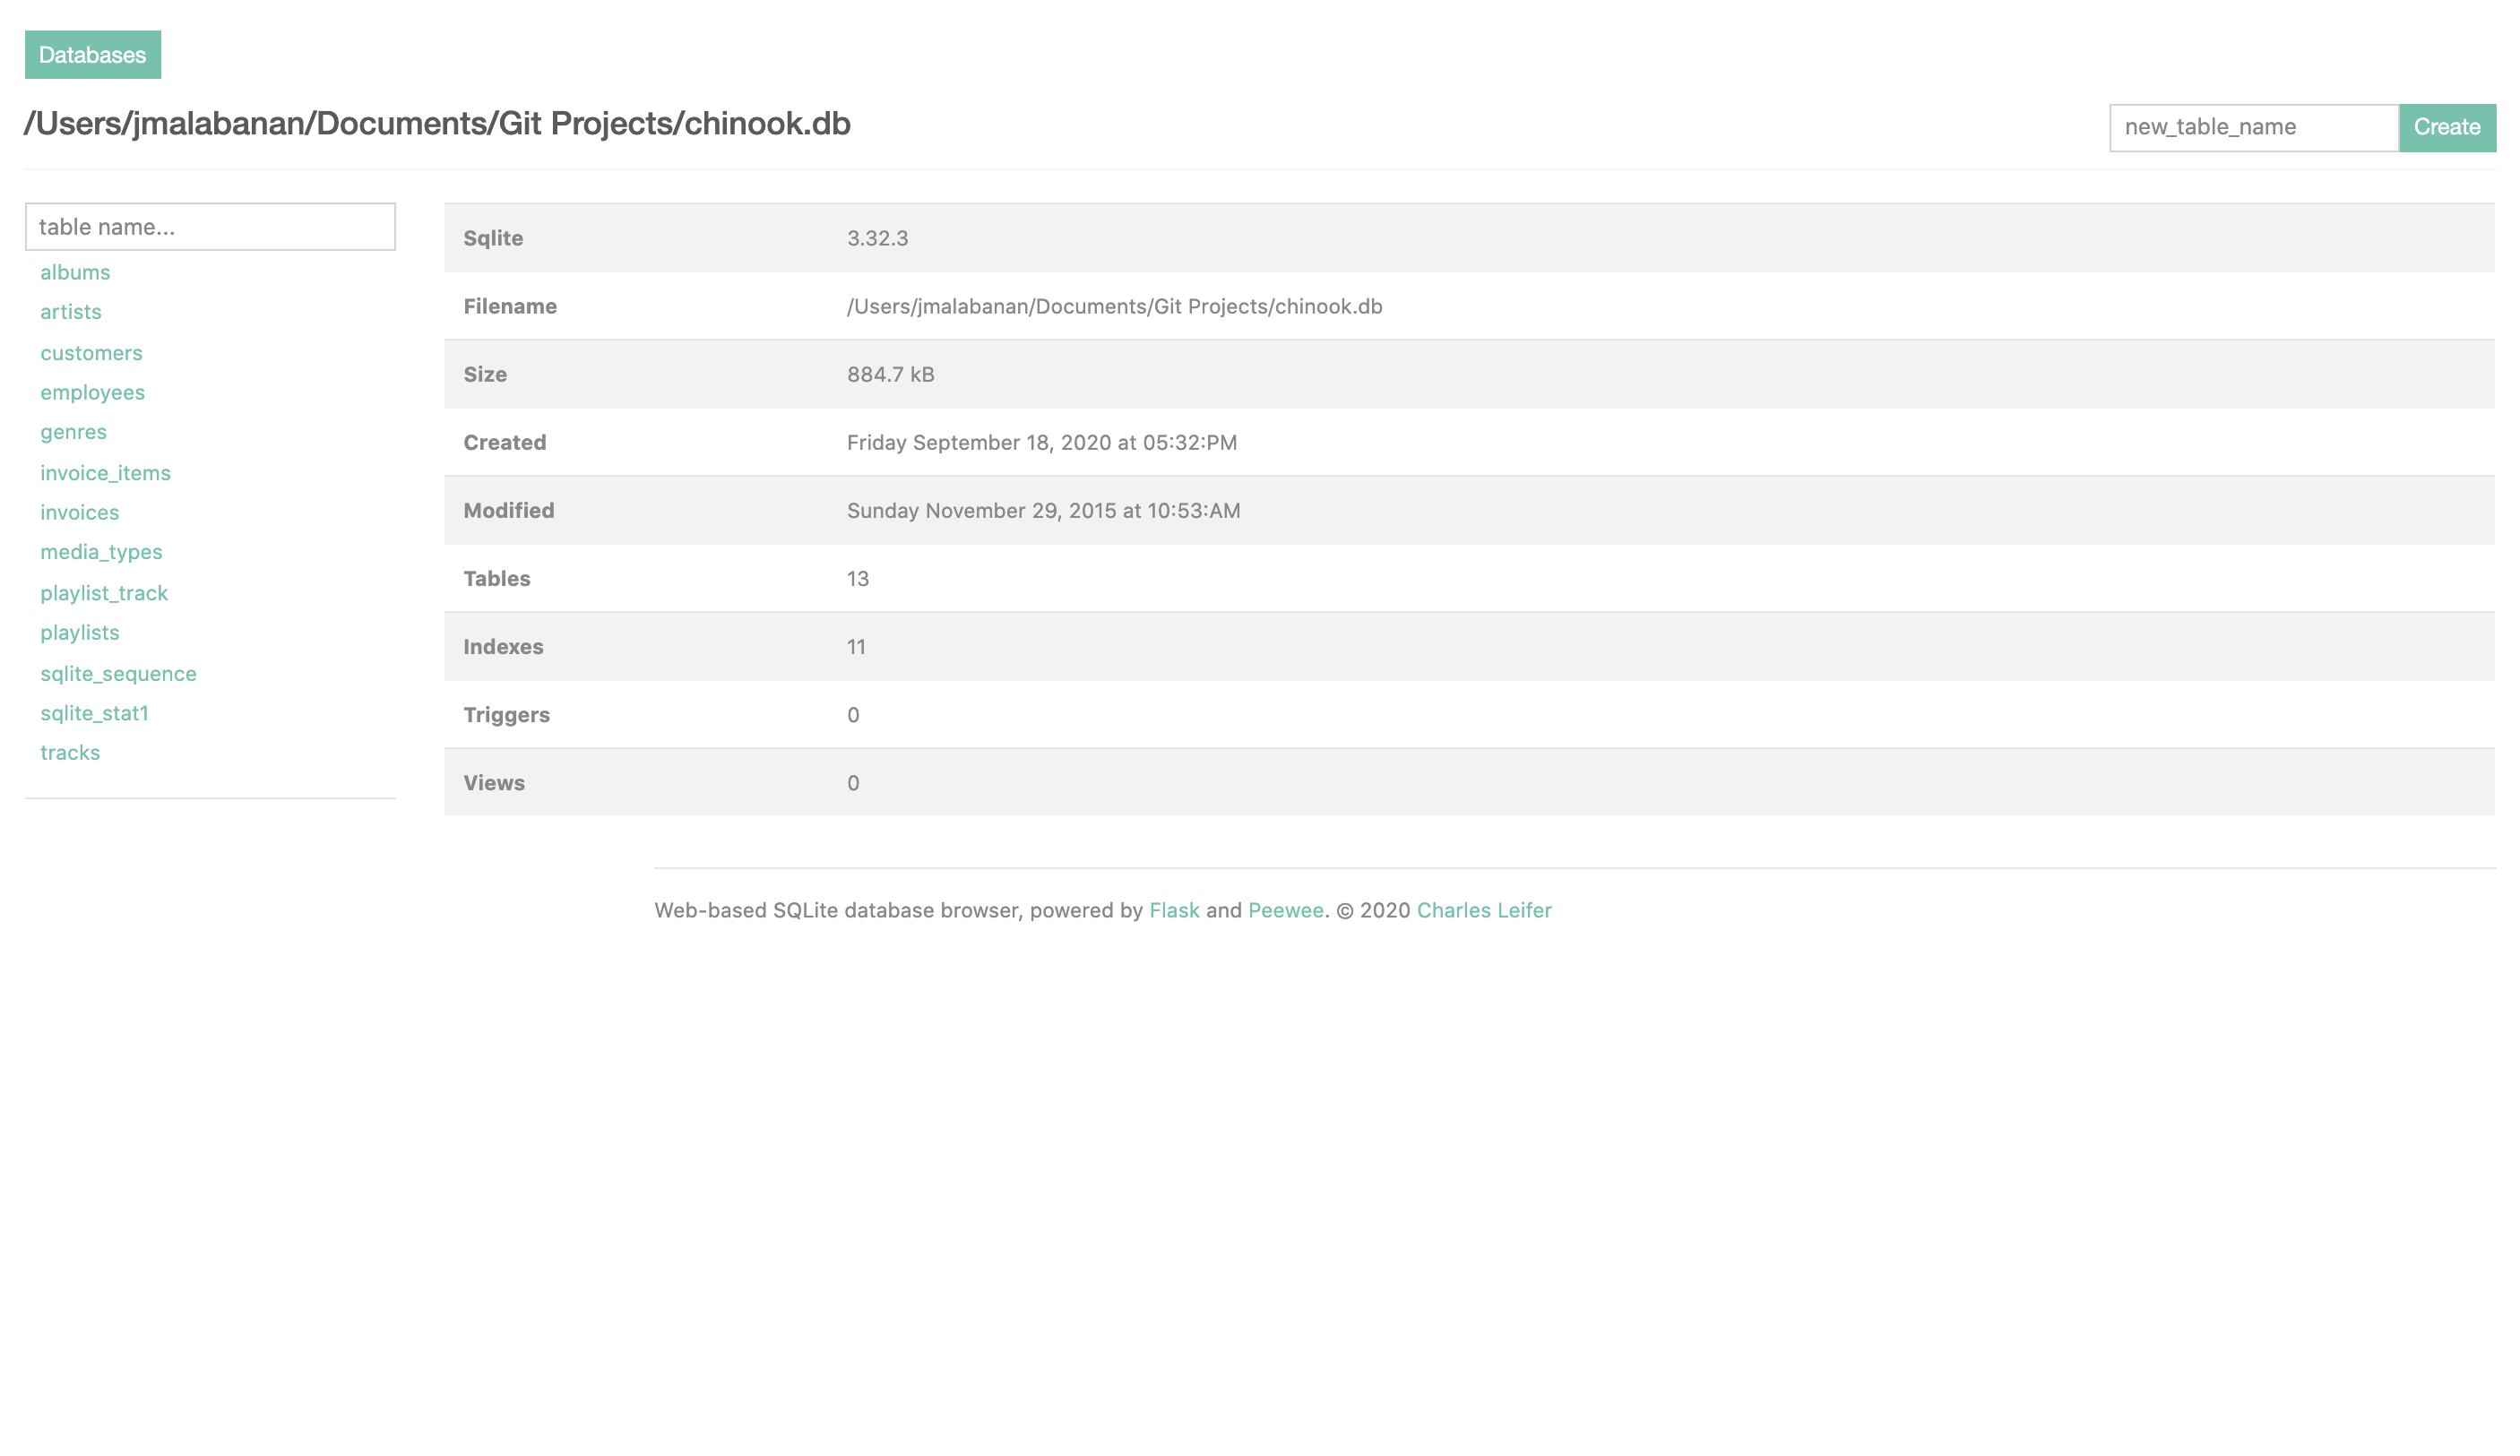 Databases
/Users/jmalabanan/Documents/Git Projects/chinook.db
new_table_name Create
table name...
albums
artists
customers
employees
genres
invoice_items
invoices
media_types
playlist_track
playlists
sqlite_sequence
sqlite_stat1
tracks
Sqlite 3.32.3
Filename /Users/jmalabanan/Documents/Git Projects/chinook.db
Size 884.7 kB
Created Friday September 18, 2020 at 05:32:PM
Modified Sunday November 29, 2015 at 10:53:AM
Tables 13
Indexes 11
Triggers 0
Views 0
Web-based SQLite database browser, powered by Flask and Peewee. © 2020 Charles Leifer